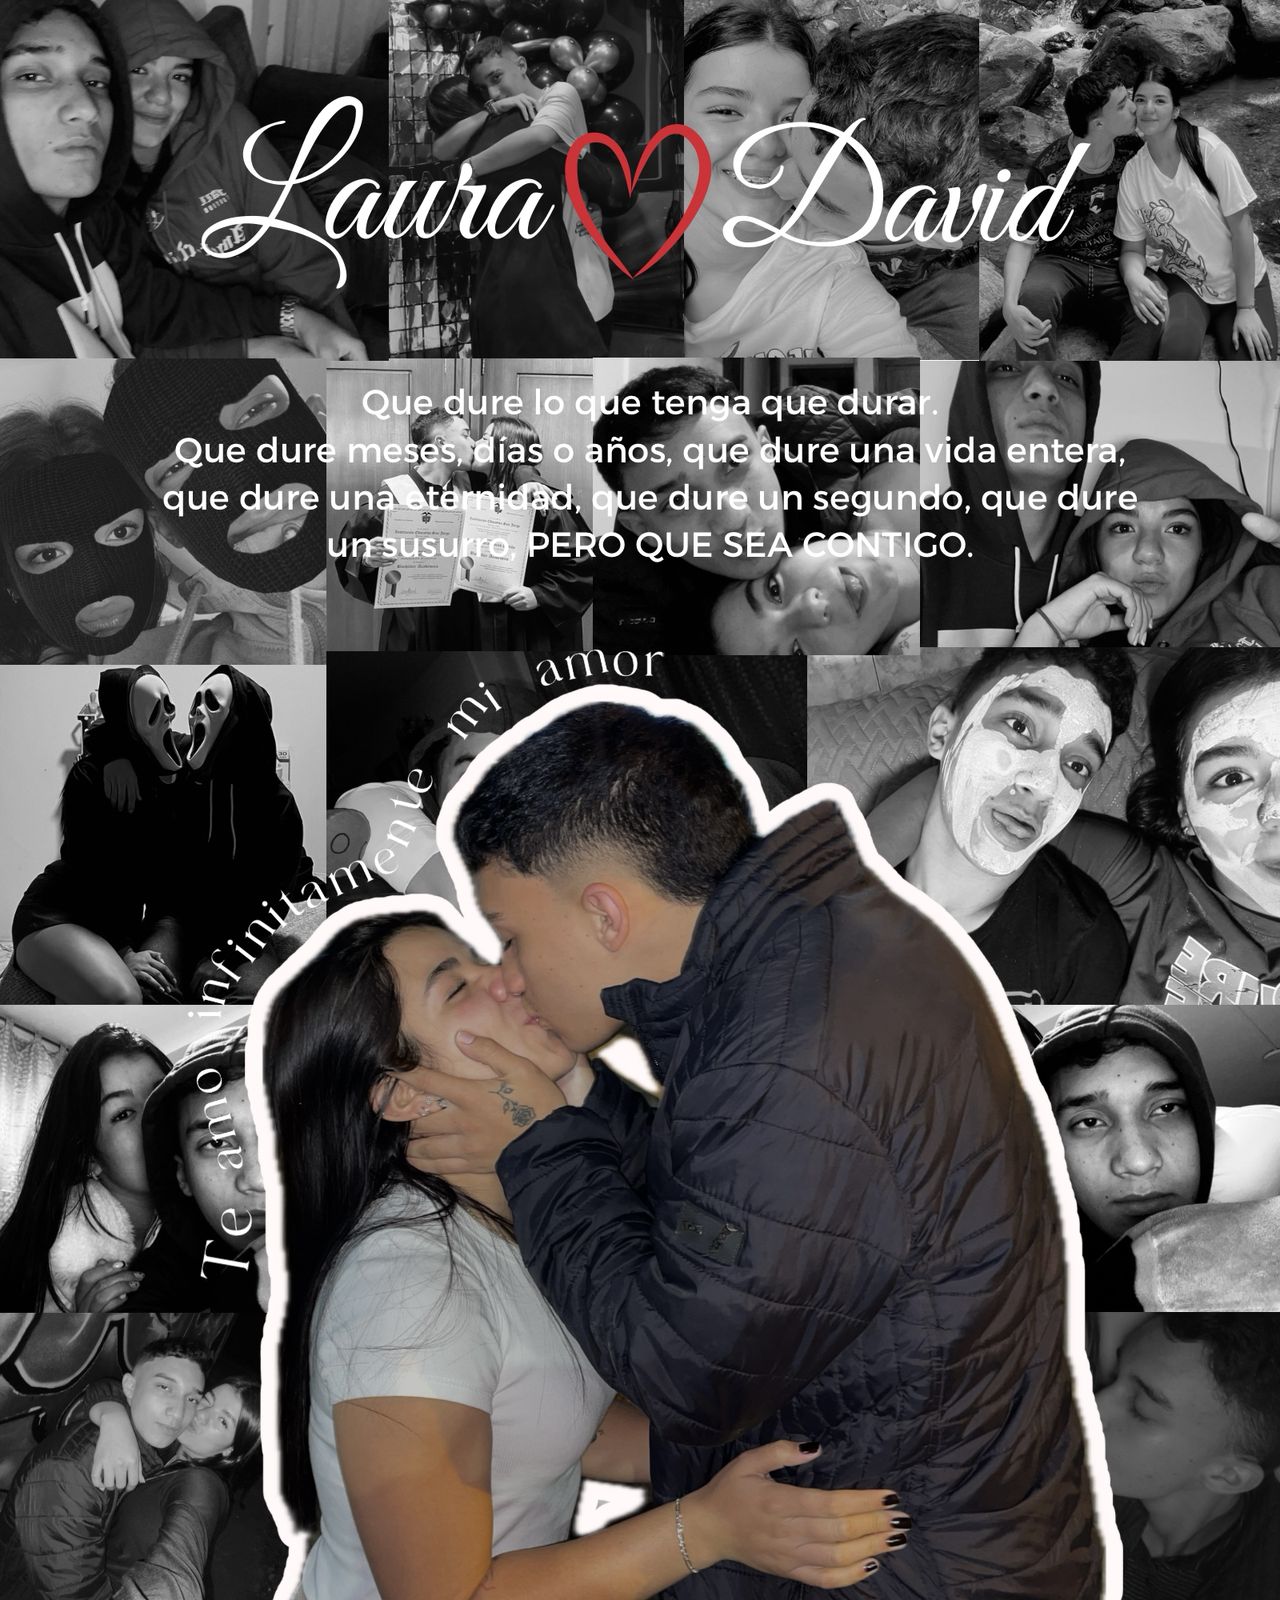 Laura David
Que dure lo que tenga que durar.
Que dure meses, días o años, que dure una vida entera,
que dure una eternidad, que dure un segundo, que dure
un susurro, PERO QUE SEA CONTIGO.
Te amo infinitamente mi amor